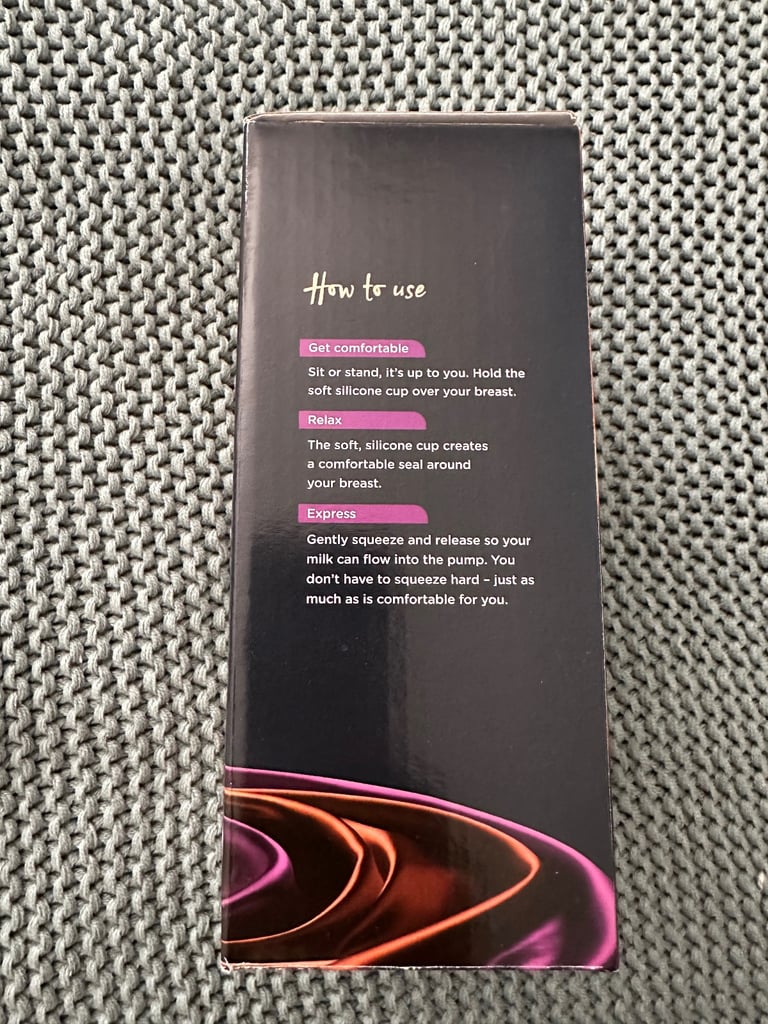 How to use
Get comfortable
Sit or stand, it's up to you. Hold the
soft silicone cup over your breast.
Relax
The soft, silicone cup creates
a comfortable seal around
your breast.
Express
Gently squeeze and release so your
milk can flow into the pump. You
don't have to squeeze hard – just as
much as is comfortable for you.